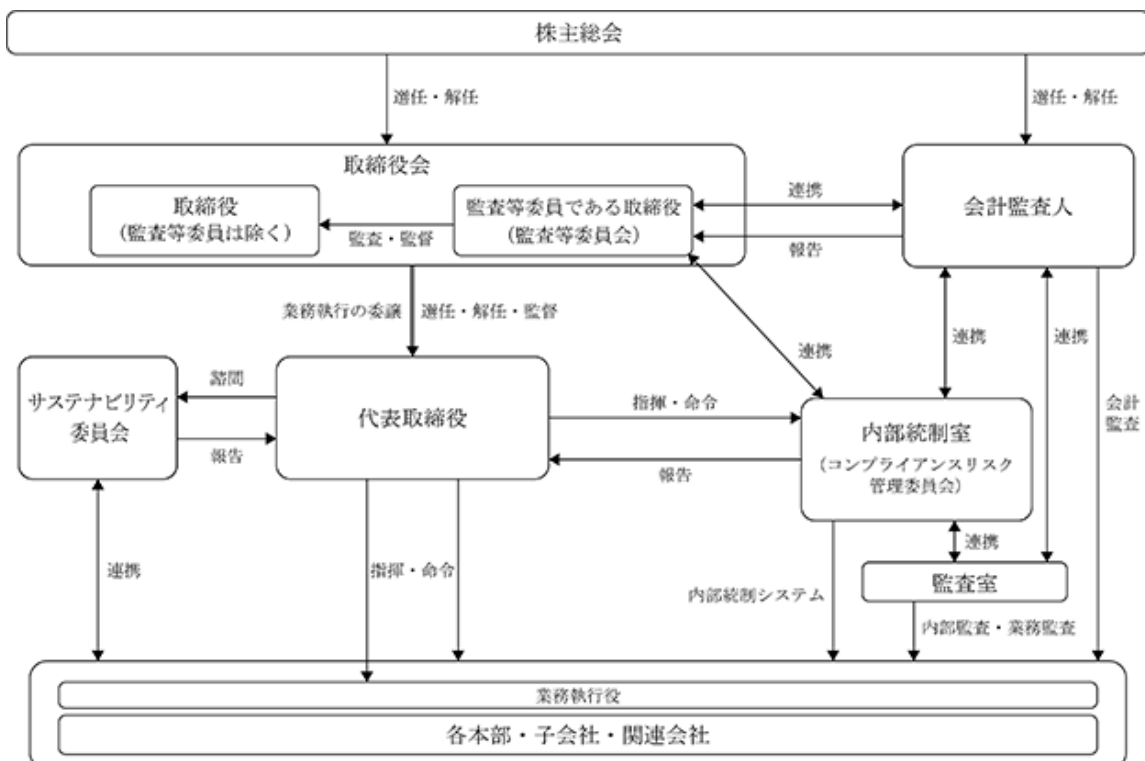 株主総会
選任・解任
選任・解任
取締役会
取締役
(監査等委員は除く)
監査・監督
監査等委員である取締役
(監査等委員会)
連携
報告
会計監査人
業務執行の委譲
選任・解任・監督
連携
連携
連携
サステナビリティ
委員会
諮問
報告
代表取締役
指揮・命令
報告
内部統制室
(コンプライアンスリスク
管理委員会)
会計
監査
連携
指揮・命令
連携
監査室
内部統制システム
内部監査・業務監査
業務執行役
各本部・子会社・関連会社